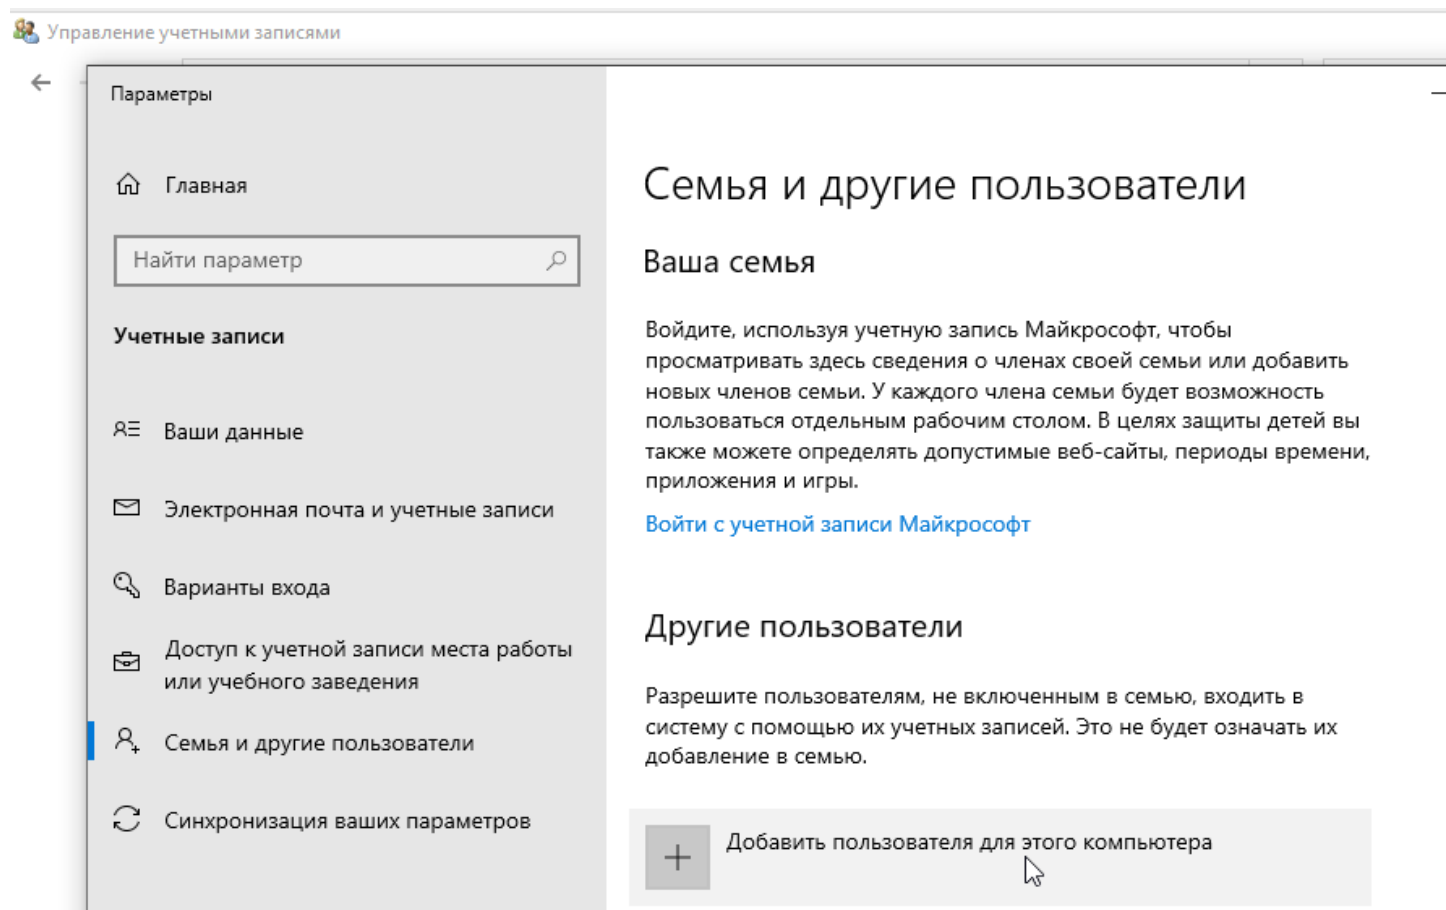 Управление учетными записями
Параметры
Главная
Найти параметр
Учетные записи
Ваши данные
Электронная почта и учетные записи
Варианты входа
Доступ к учетной записи места работы
или учебного заведения
Семья и другие пользователи
Синхронизация ваших параметров
Семья и другие пользователи
Ваша семья
Войдите, используя учетную запись Майкрософт, чтобы
просматривать здесь сведения о членах своей семьи или добавить
новых членов семьи. У каждого члена семьи будет возможность
пользоваться отдельным рабочим столом. В целях защиты детей вы
также можете определять допустимые веб-сайты, периоды времени,
приложения и игры.
Войти с учетной записи Майкрософт
Другие пользователи
Разрешите пользователям, не включенным в семью, входить в
систему с помощью их учетных записей. Это не будет означать их
добавление в семью.
Добавить пользователя для этого компьютера